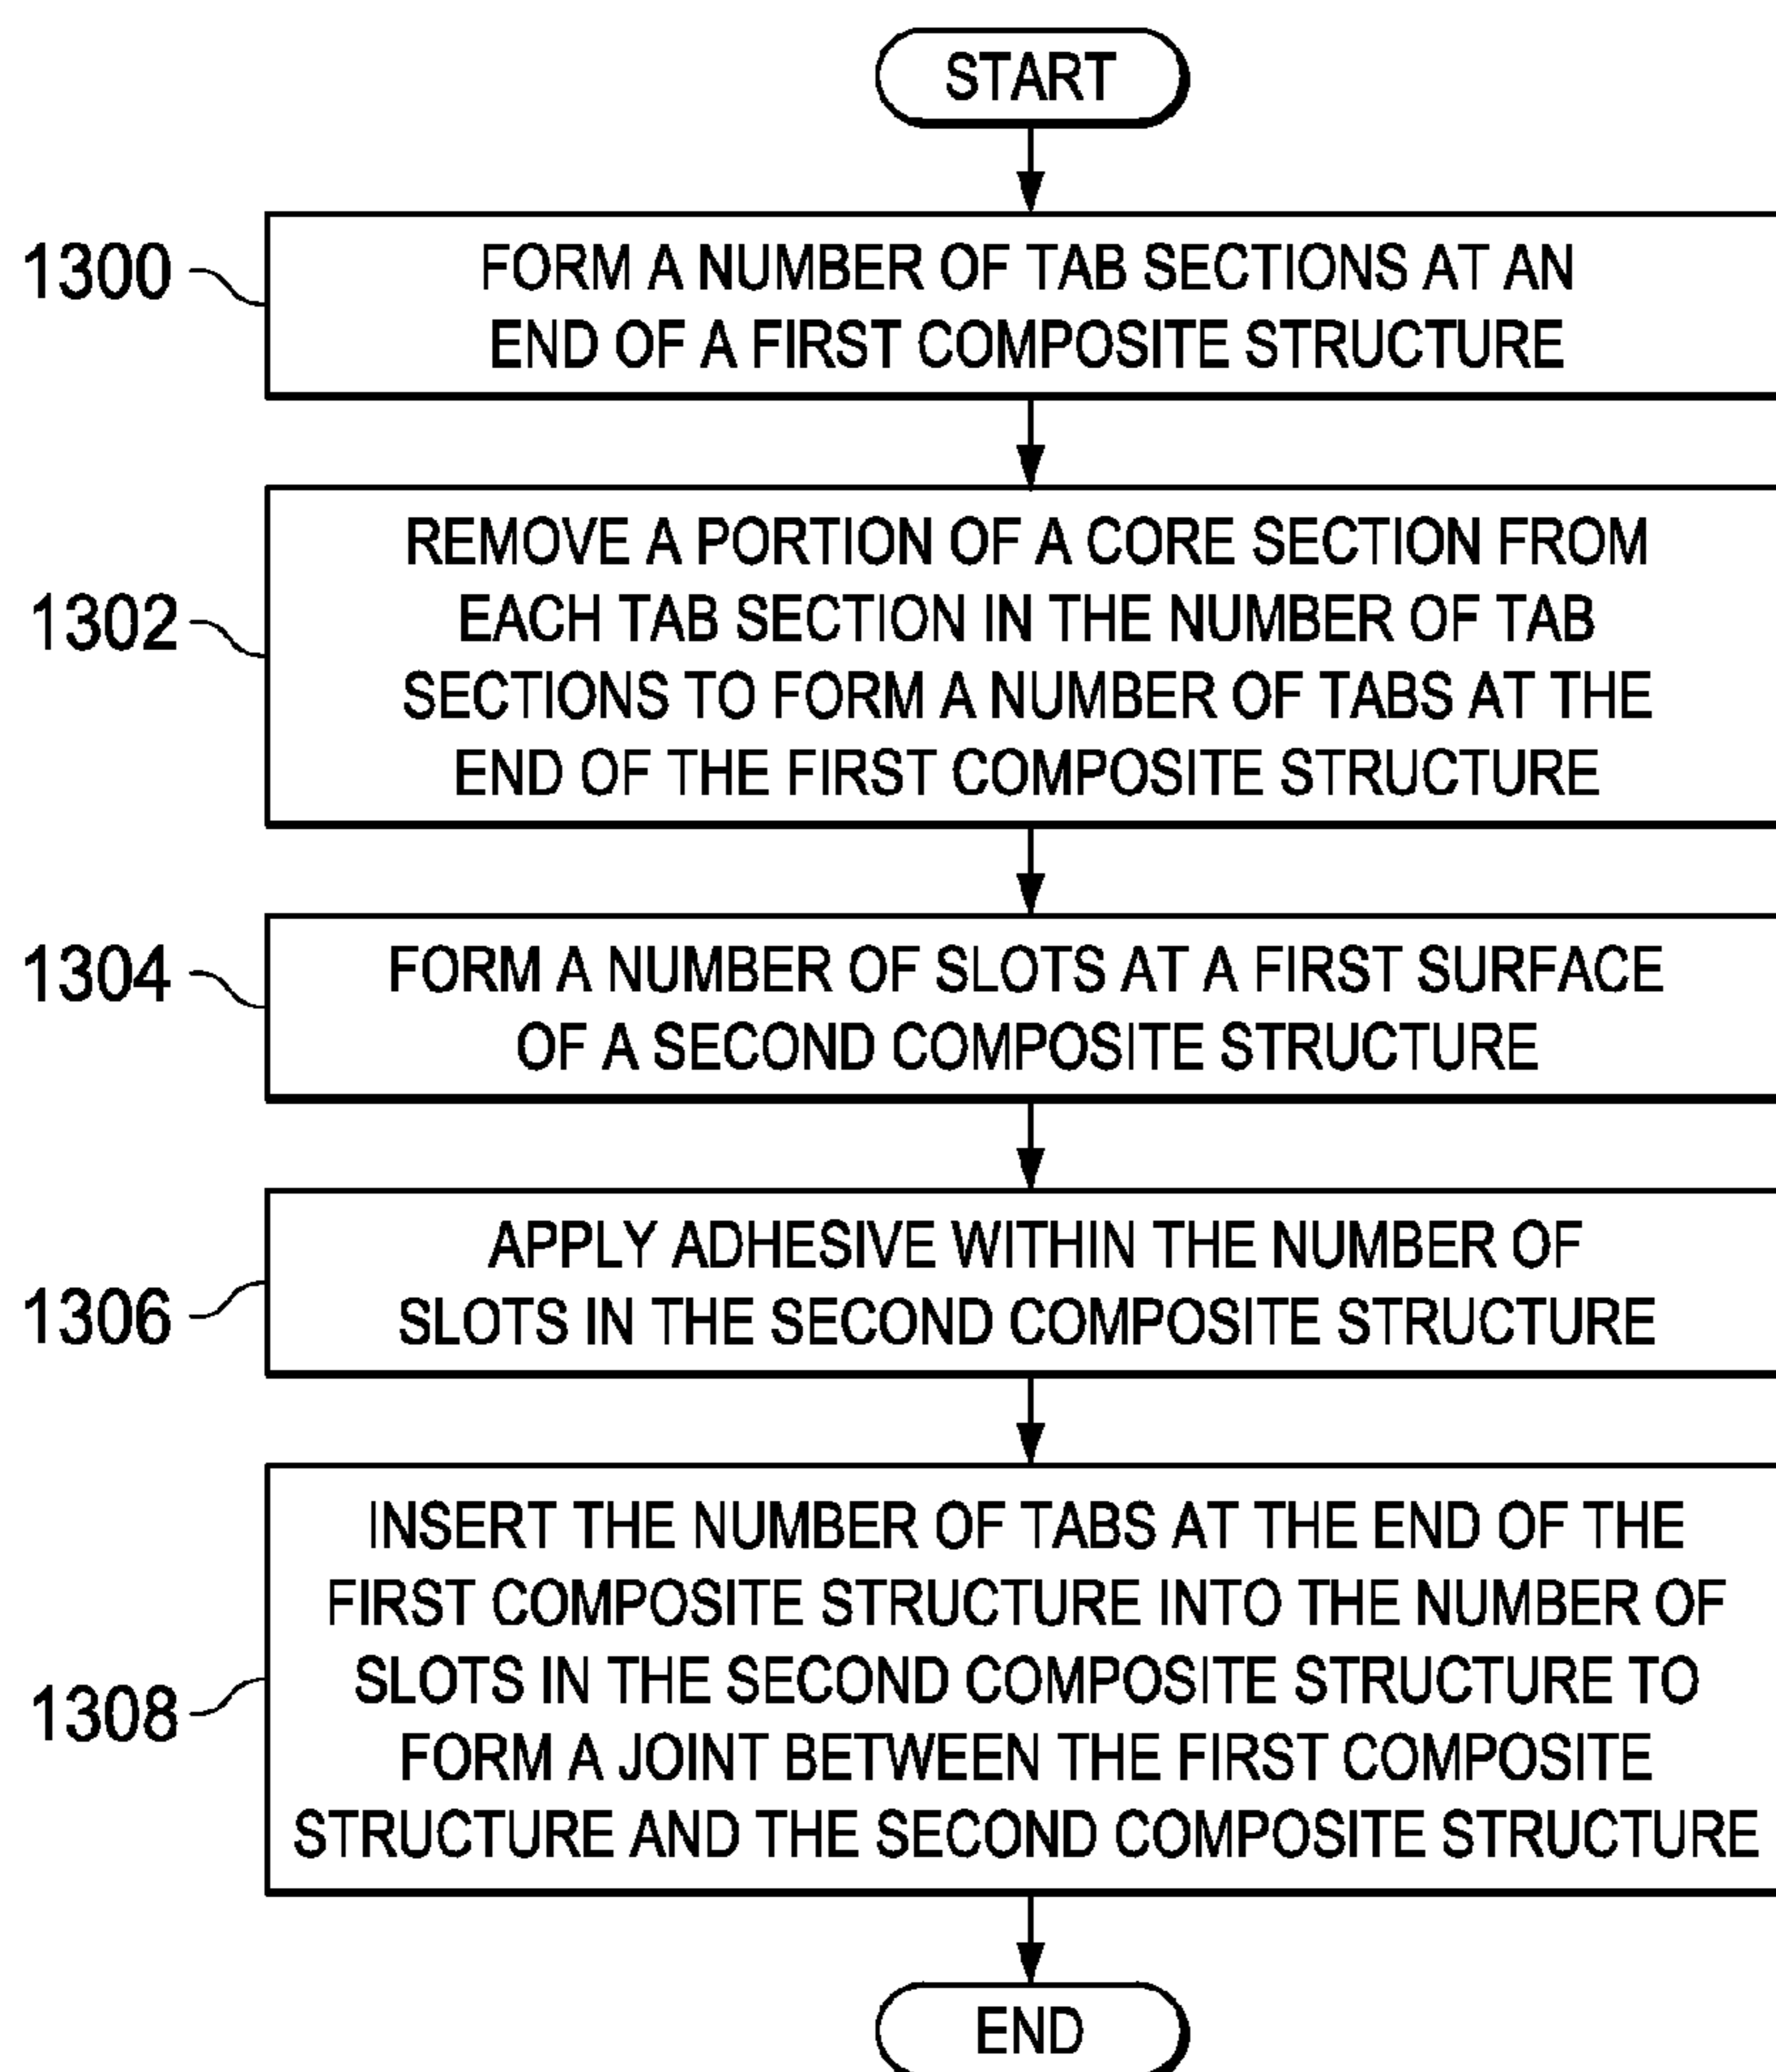 START
1300
FORM A NUMBER OF TAB SECTIONS AT AN
END OF A FIRST COMPOSITE STRUCTURE
1302
REMOVE A PORTION OF A CORE SECTION FROM
EACH TAB SECTION IN THE NUMBER OF TAB
SECTIONS TO FORM A NUMBER OF TABS AT THE
END OF THE FIRST COMPOSITE STRUCTURE
1304
FORM A NUMBER OF SLOTS AT A FIRST SURFACE
OF A SECOND COMPOSITE STRUCTURE
1306
APPLY ADHESIVE WITHIN THE NUMBER OF
SLOTS IN THE SECOND COMPOSITE STRUCTURE
1308
INSERT THE NUMBER OF TABS AT THE END OF THE
FIRST COMPOSITE STRUCTURE INTO THE NUMBER OF
SLOTS IN THE SECOND COMPOSITE STRUCTURE TO
FORM A JOINT BETWEEN THE FIRST COMPOSITE
STRUCTURE AND THE SECOND COMPOSITE STRUCTURE
END